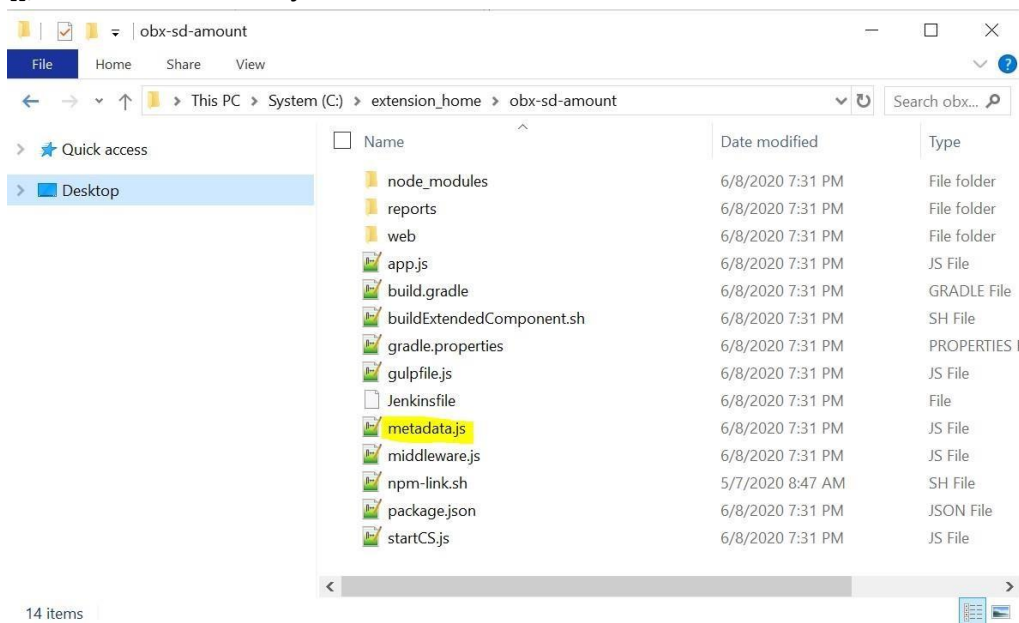 obx-sd-amount
File Home Share View
This PC > System (C:) > extension_home > obx-sd-amount Search obx...
Quick access
Desktop
Name Date modified Type
node_modules 6/8/2020 7:31 PM File folder
reports 6/8/2020 7:31 PM File folder
web 6/8/2020 7:31 PM File folder
app.js 6/8/2020 7:31 PM JS File
build.gradle 6/8/2020 7:31 PM GRADLE File
buildExtendedComponent.sh 6/8/2020 7:31 PM SH File
gradle.properties 6/8/2020 7:31 PM PROPERTIES
gulpfile.js 6/8/2020 7:31 PM JS File
Jenkinsfile 6/8/2020 7:31 PM File
metadata.js 6/8/2020 7:31 PM JS File
middleware.js 6/8/2020 7:31 PM JS File
npm-link.sh 5/7/2020 8:47 AM SH File
package.json 6/8/2020 7:31 PM JSON File
startCS.js 6/8/2020 7:31 PM JS File
14 items